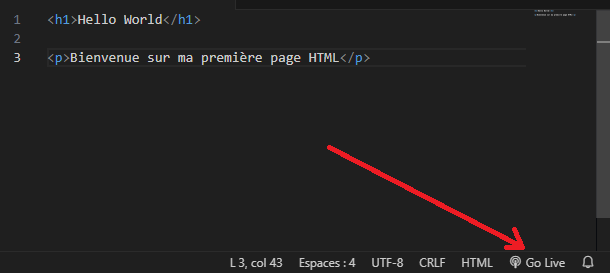 1 <h1>Hello World</h1>
2
3 <p>Bienvenue sur ma première page HTML</p>
L 3, col 43 Espaces : 4 UTF-8 CRLF HTML Go Live